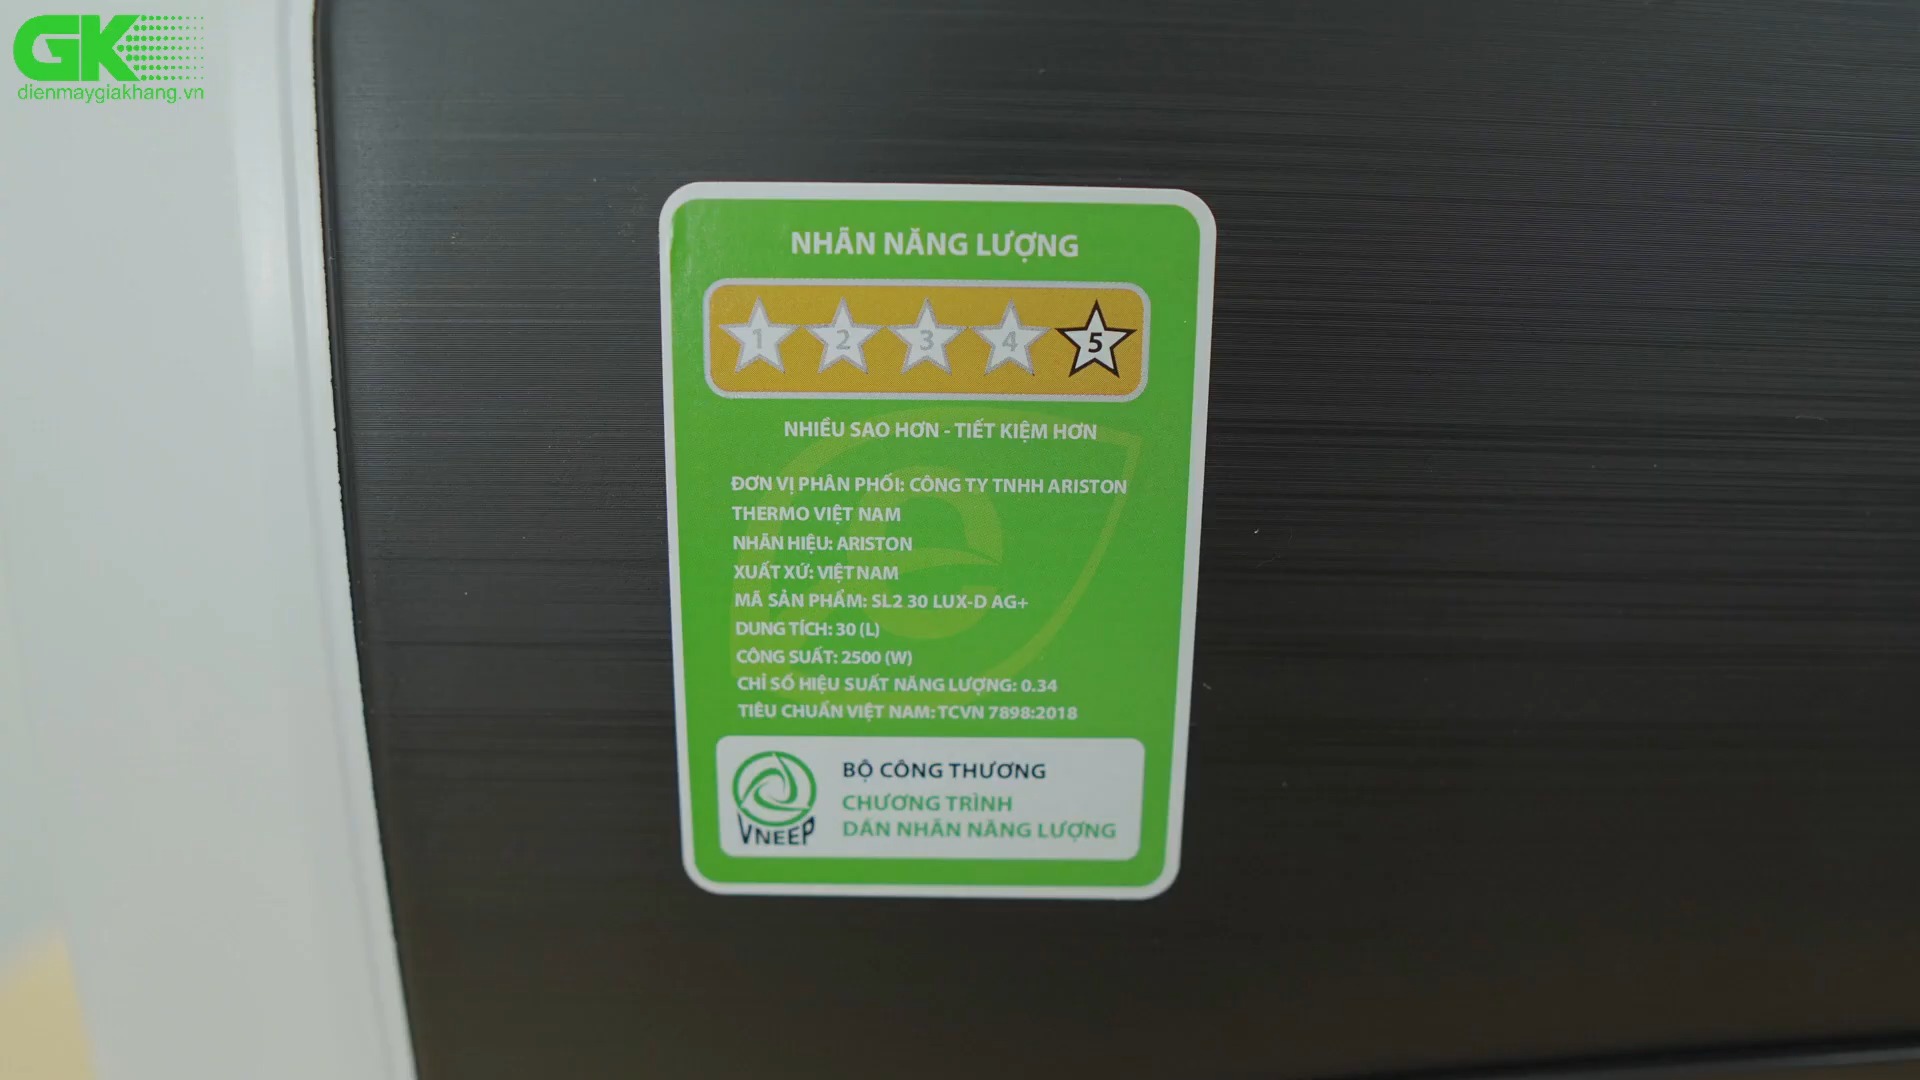 GK
dienmaygiakhang.vn
NHÃN NĂNG LƯỢNG
1 2 3 4 5
NHIỀU SAO HƠN - TIẾT KIỆM HƠN
ĐƠN VỊ PHÂN PHỐI: CÔNG TY TNHH ARISTON
THERMO VIỆT NAM
NHÃN HIỆU: ARISTON
XUẤT XỨ: VIỆT NAM
MÃ SẢN PHẨM: SL2 30 LUX-D AG+
DUNG TÍCH: 30 (L)
CÔNG SUẤT: 2500 (W)
CHỈ SỐ HIỆU SUẤT NĂNG LƯỢNG: 0.34
TIÊU CHUẨN VIỆT NAM: TCVN 7898:2018
BỘ CÔNG THƯƠNG
CHƯƠNG TRÌNH
DÁN NHÃN NĂNG LƯỢNG
VNEEP